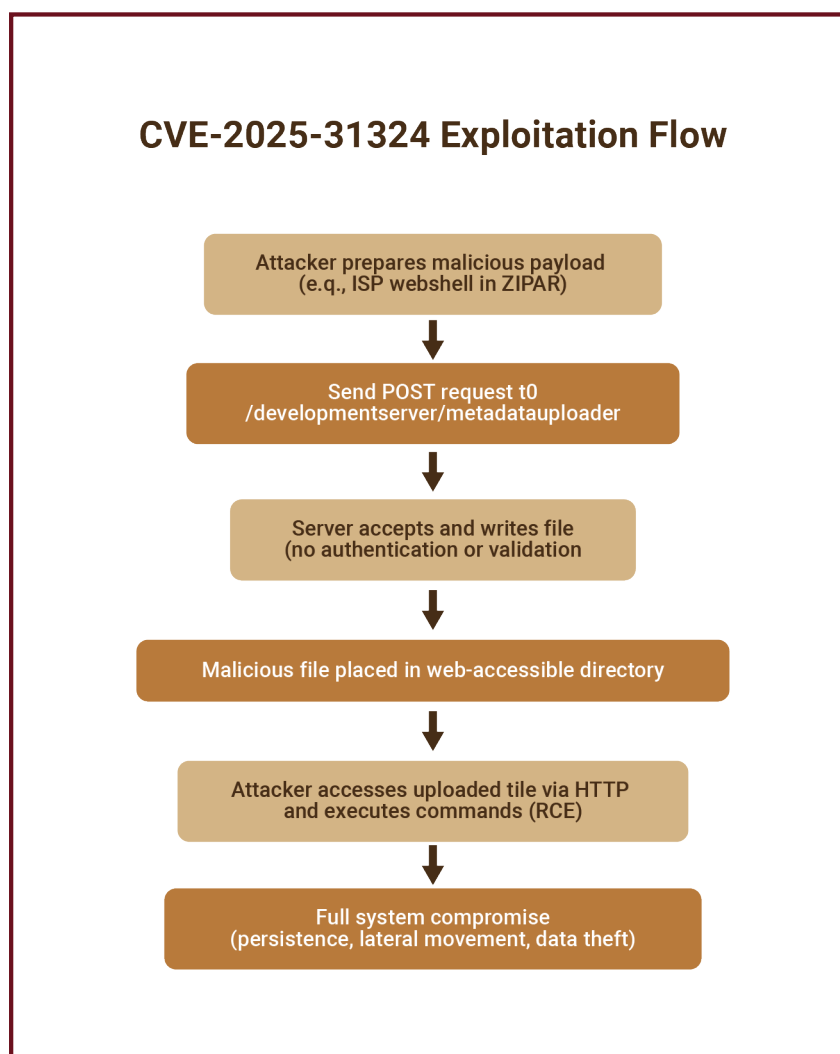 CVE-2025-31324 Exploitation Flow
Attacker prepares malicious payload
(e.q., ISP webshell in ZIPAR)
Send POST request t0
/developmentserver/metadatauploader
Server accepts and writes file
(no authentication or validation
Malicious file placed in web-accessible directory
Attacker accesses uploaded tile via HTTP
and executes commands (RCE)
Full system compromise
(persistence, lateral movement, data theft)